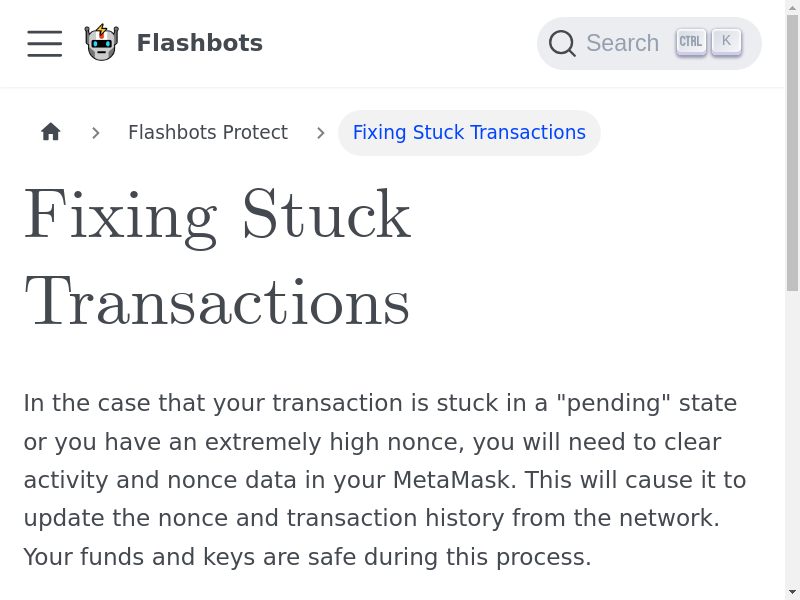 Flashbots
Search CTRL K
Flashbots Protect
Fixing Stuck Transactions
Fixing Stuck
Transactions
In the case that your transaction is stuck in a "pending" state
or you have an extremely high nonce, you will need to clear
activity and nonce data in your MetaMask. This will cause it to
update the nonce and transaction history from the network.
Your funds and keys are safe during this process.